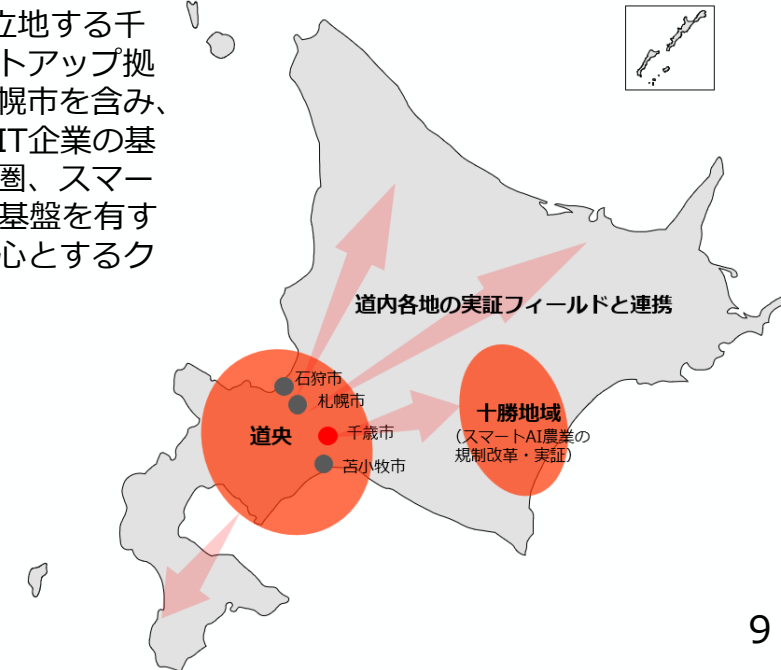 立地する千
トアップ拠
幌市を含み、
IT企業の基
圏、スマー
基盤を有す
心とするク
道内各地の実証フィールドと連携
石狩市
札幌市
道央
千歳市
苫小牧市
十勝地域
（スマートAI農業の
規制改革・実証）
9